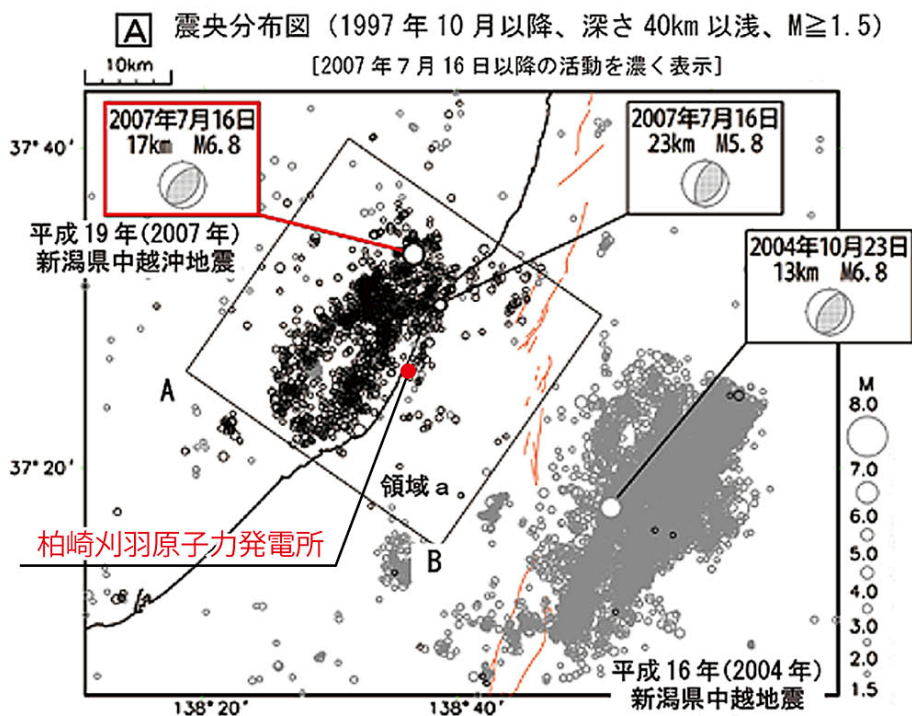 A 震央分布図（1997年10月以降、深さ40km以浅、M≧1.5）
10km
[2007年7月16日以降の活動を濃く表示]
2007年7月16日
17km M6.8
2007年7月16日
23km M5.8
37°40′
平成19年(2007年)
新潟県中越沖地震
2004年10月23日
13km M6.8
A
M
8.0
7.0
6.0
5.0
4.0
3.0
2.0
1.5
37°20′
領域a
柏崎刈羽原子力発電所
B
平成16年(2004年)
新潟県中越地震
138°20′
138°40′